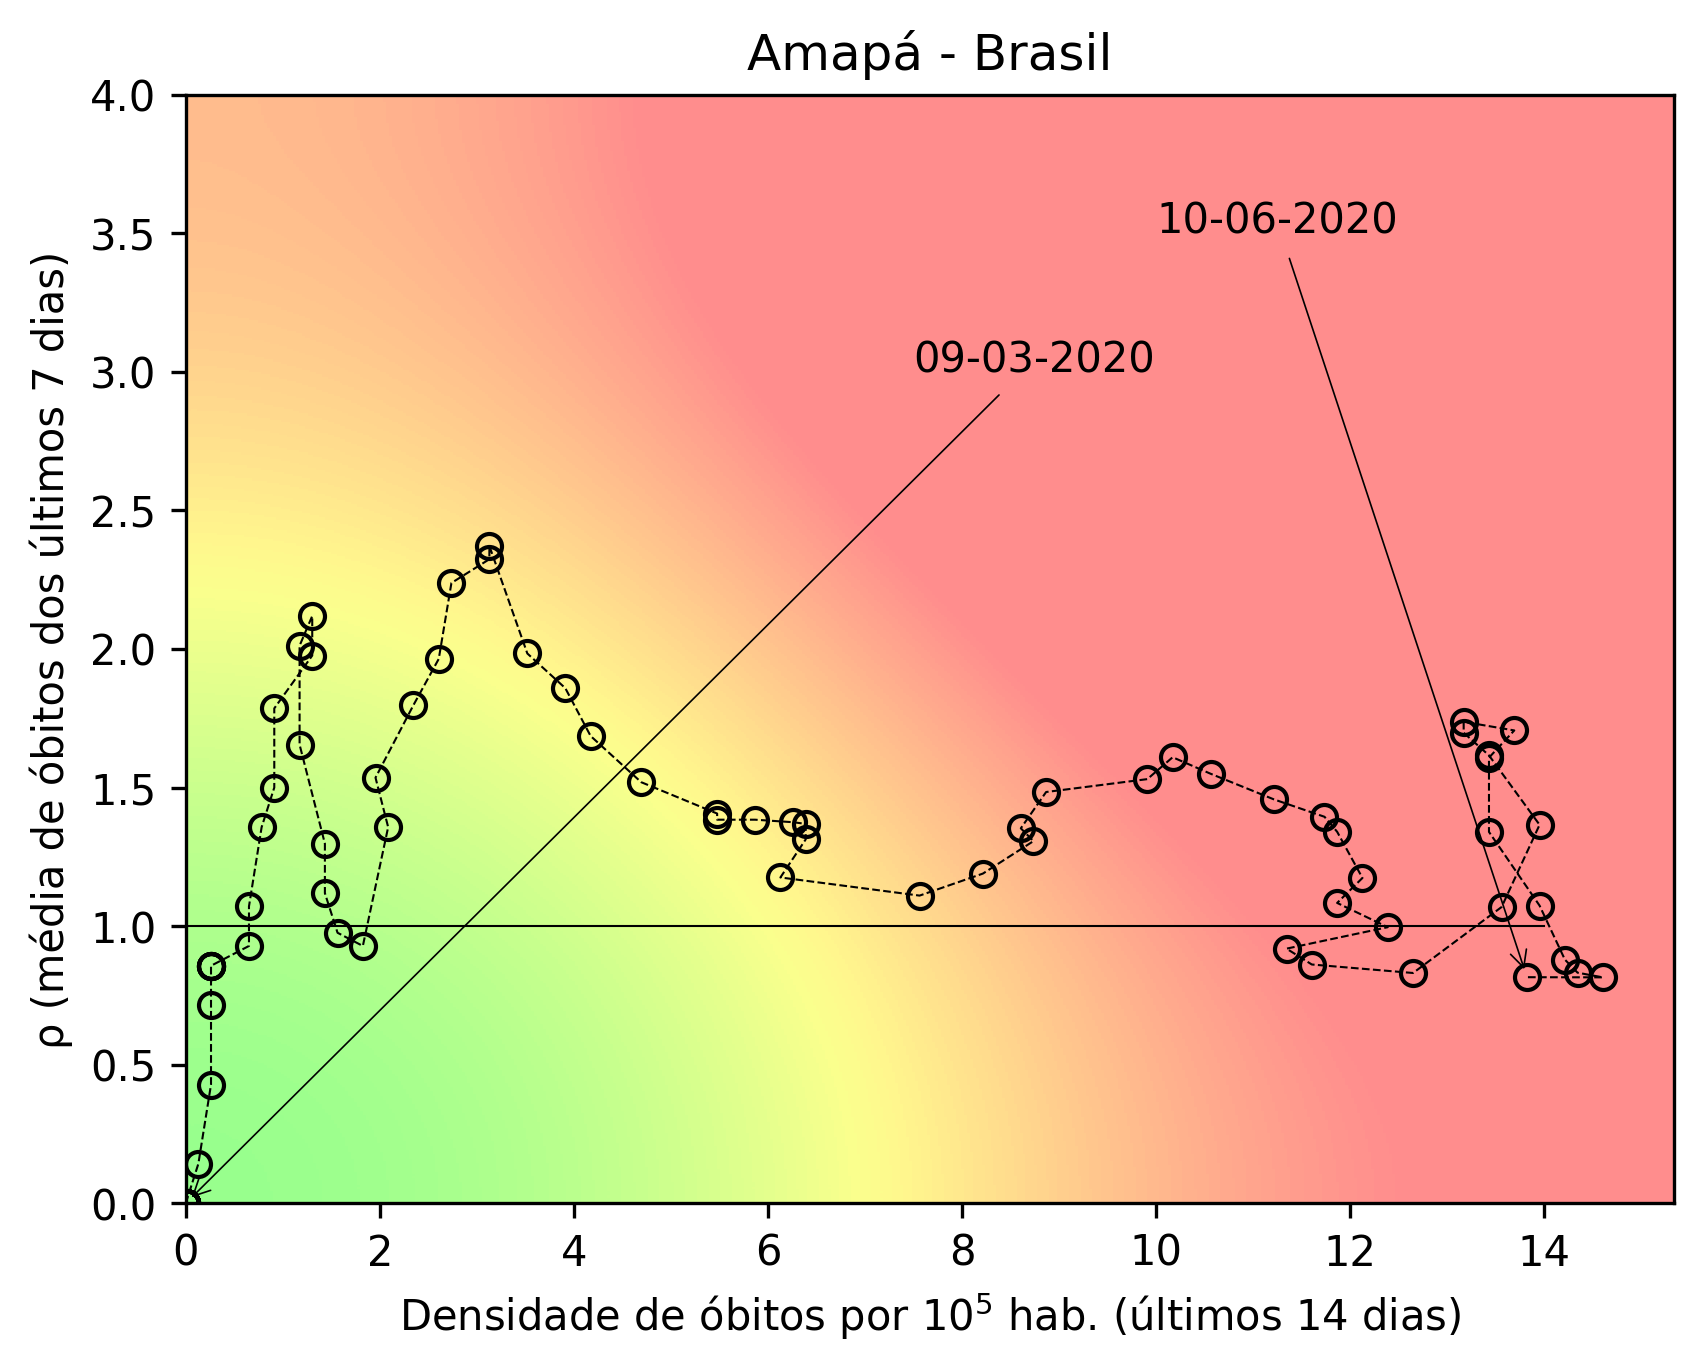 Amapá - Brasil
4.0
3.5
3.0
2.5
2.0
1.5
1.0
0.5
0.0
ρ (média de óbitos dos últimos 7 dias)
10-06-2020
09-03-2020
0 2 4 6 8 10 12 14
Densidade de óbitos por 10⁵ hab. (últimos 14 dias)